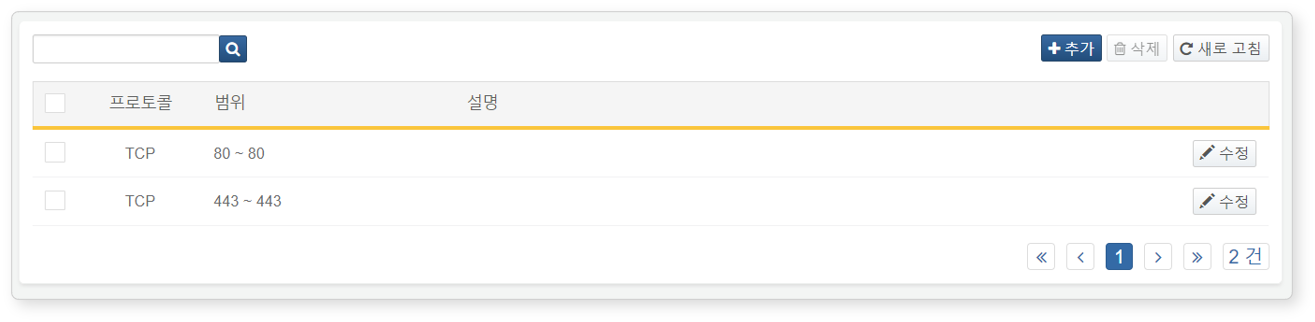 추가 삭제 새로 고침
프로토콜 범위 설명
TCP 80 ~ 80 수정
TCP 443 ~ 443 수정
« ‹ 1 › » 2 건